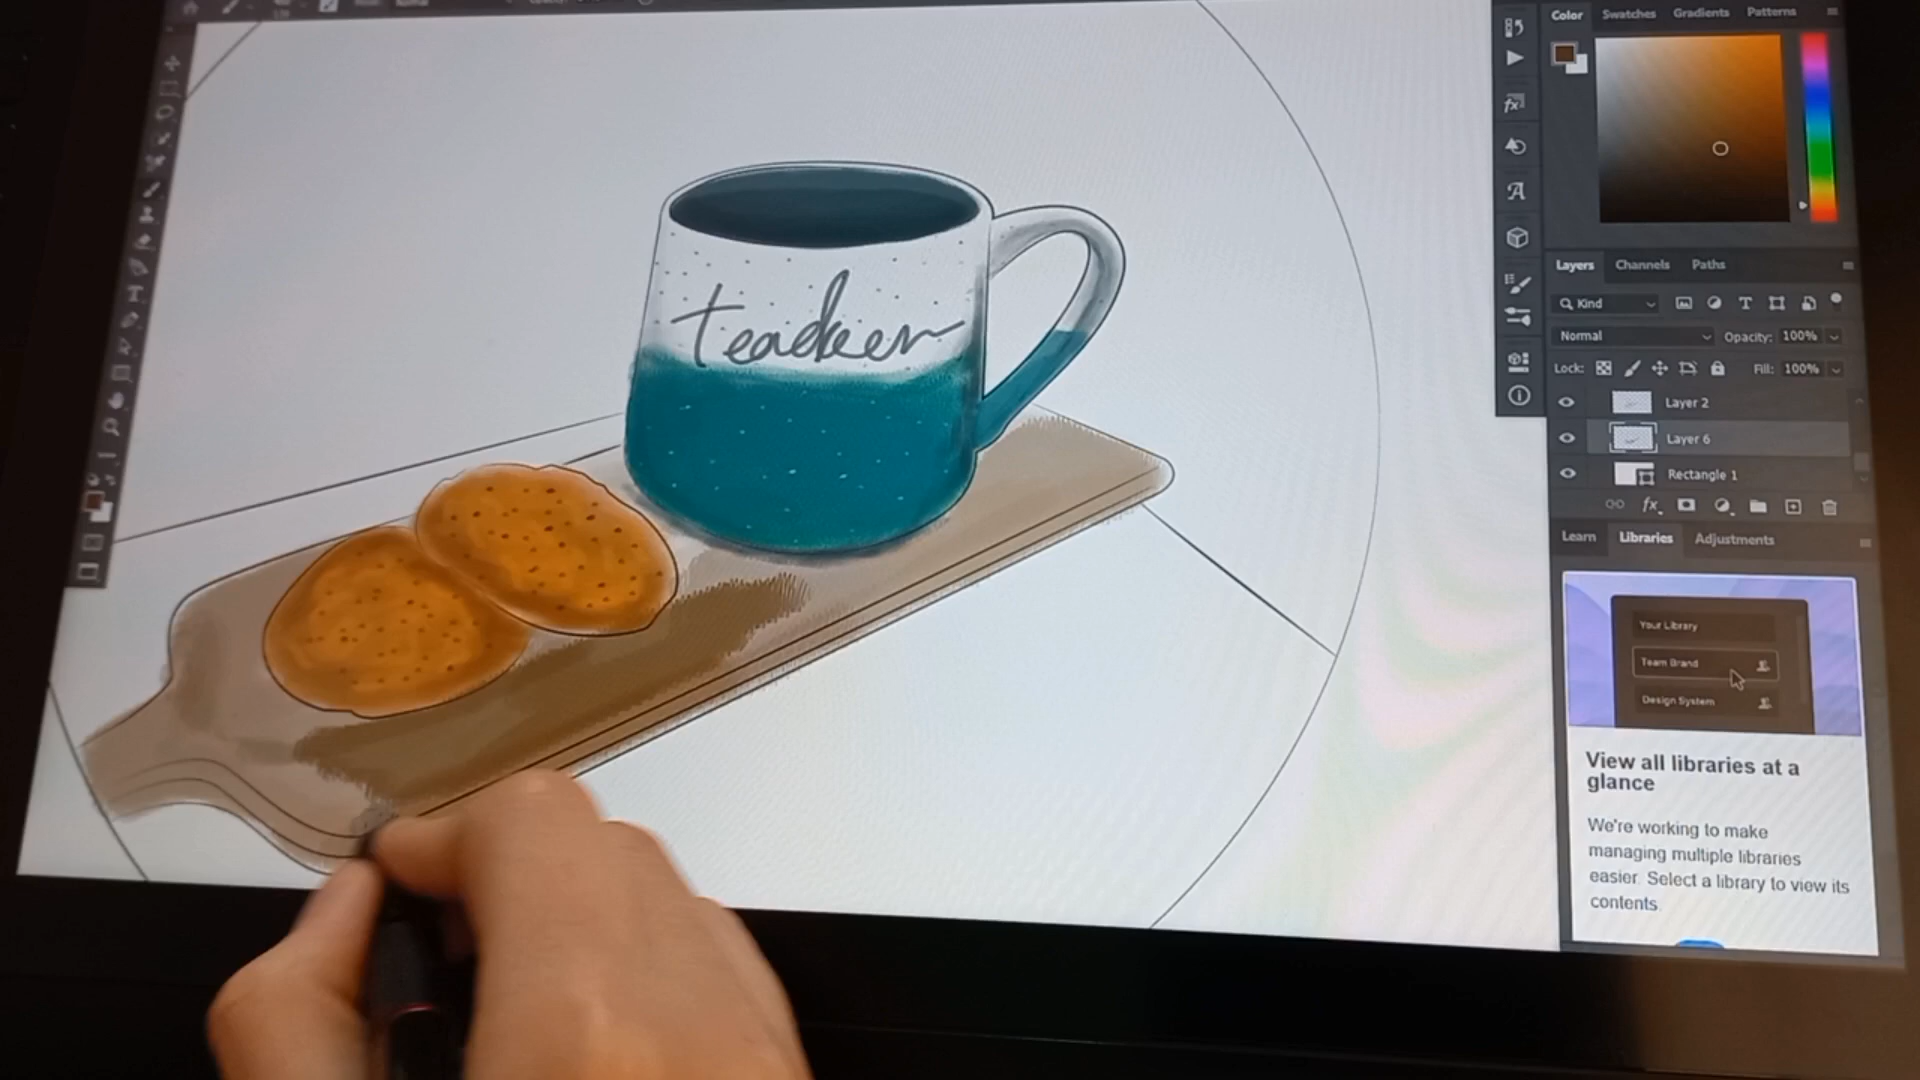 Color Swatches Gradients Patterns
teadeer
Layers Channels Paths
Kind
Normal Opacity: 100%
Lock: Fill: 100%
Layer 2
Layer 6
Rectangle 1
fx
Learn Libraries Adjustments
Your Library
Team Brand
Design System
View all libraries at a
glance
We're working to make
managing multiple libraries
easier. Select a library to view its
contents.